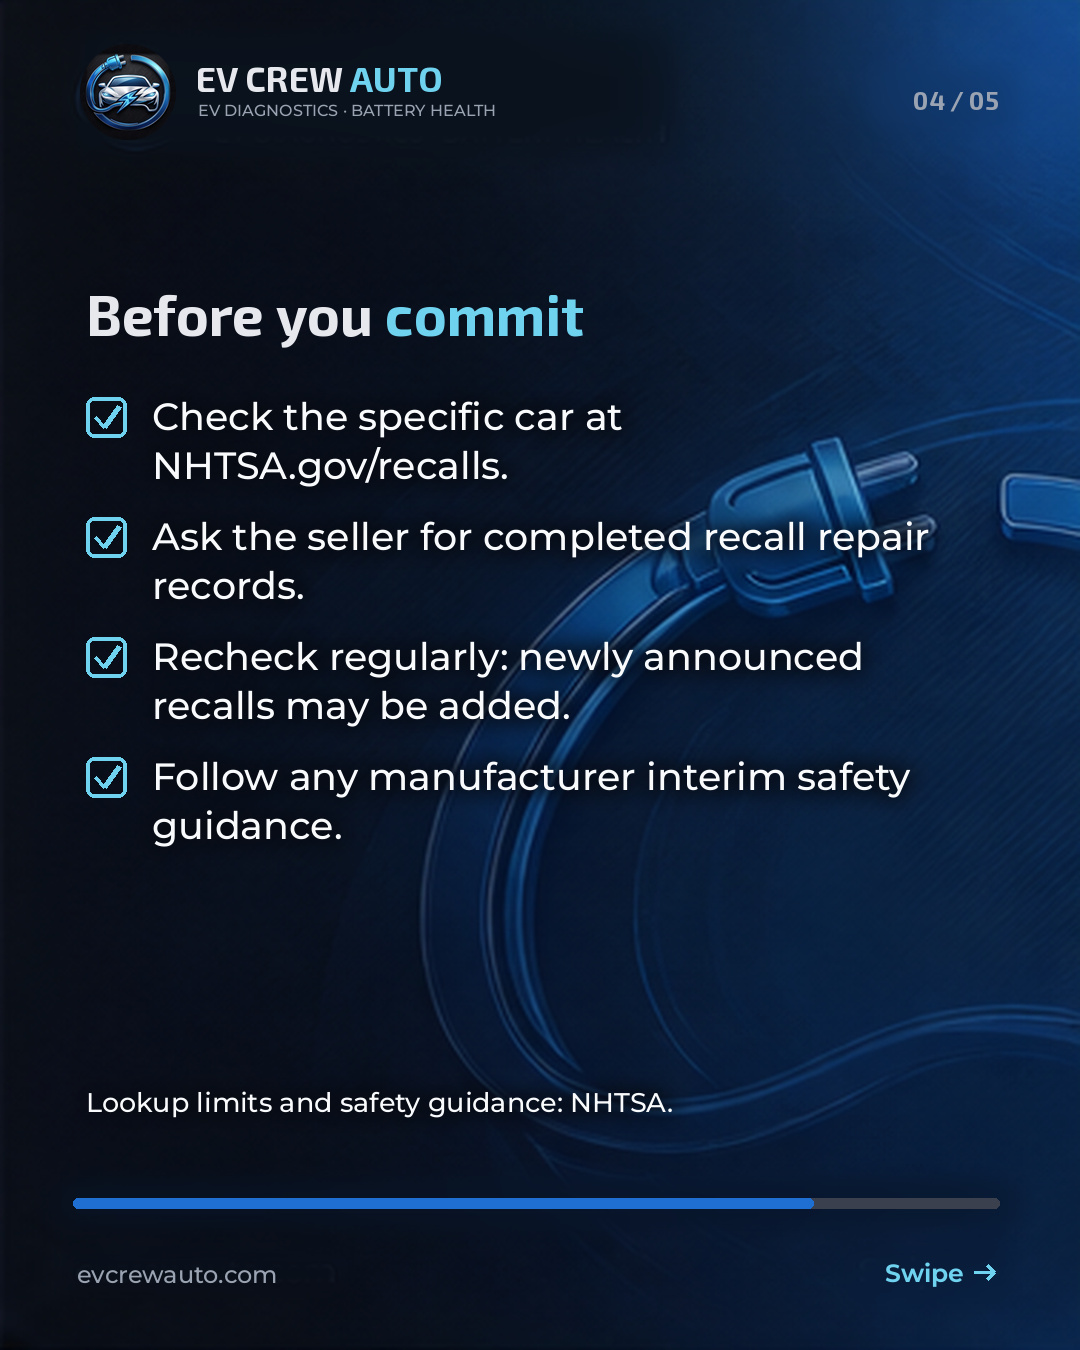 EV CREW AUTO
EV DIAGNOSTICS · BATTERY HEALTH
04 / 05
Before you commit
Check the specific car at
NHTSA.gov/recalls.
Ask the seller for completed recall repair
records.
Recheck regularly: newly announced
recalls may be added.
Follow any manufacturer interim safety
guidance.
Lookup limits and safety guidance: NHTSA.
evcrewauto.com
Swipe →